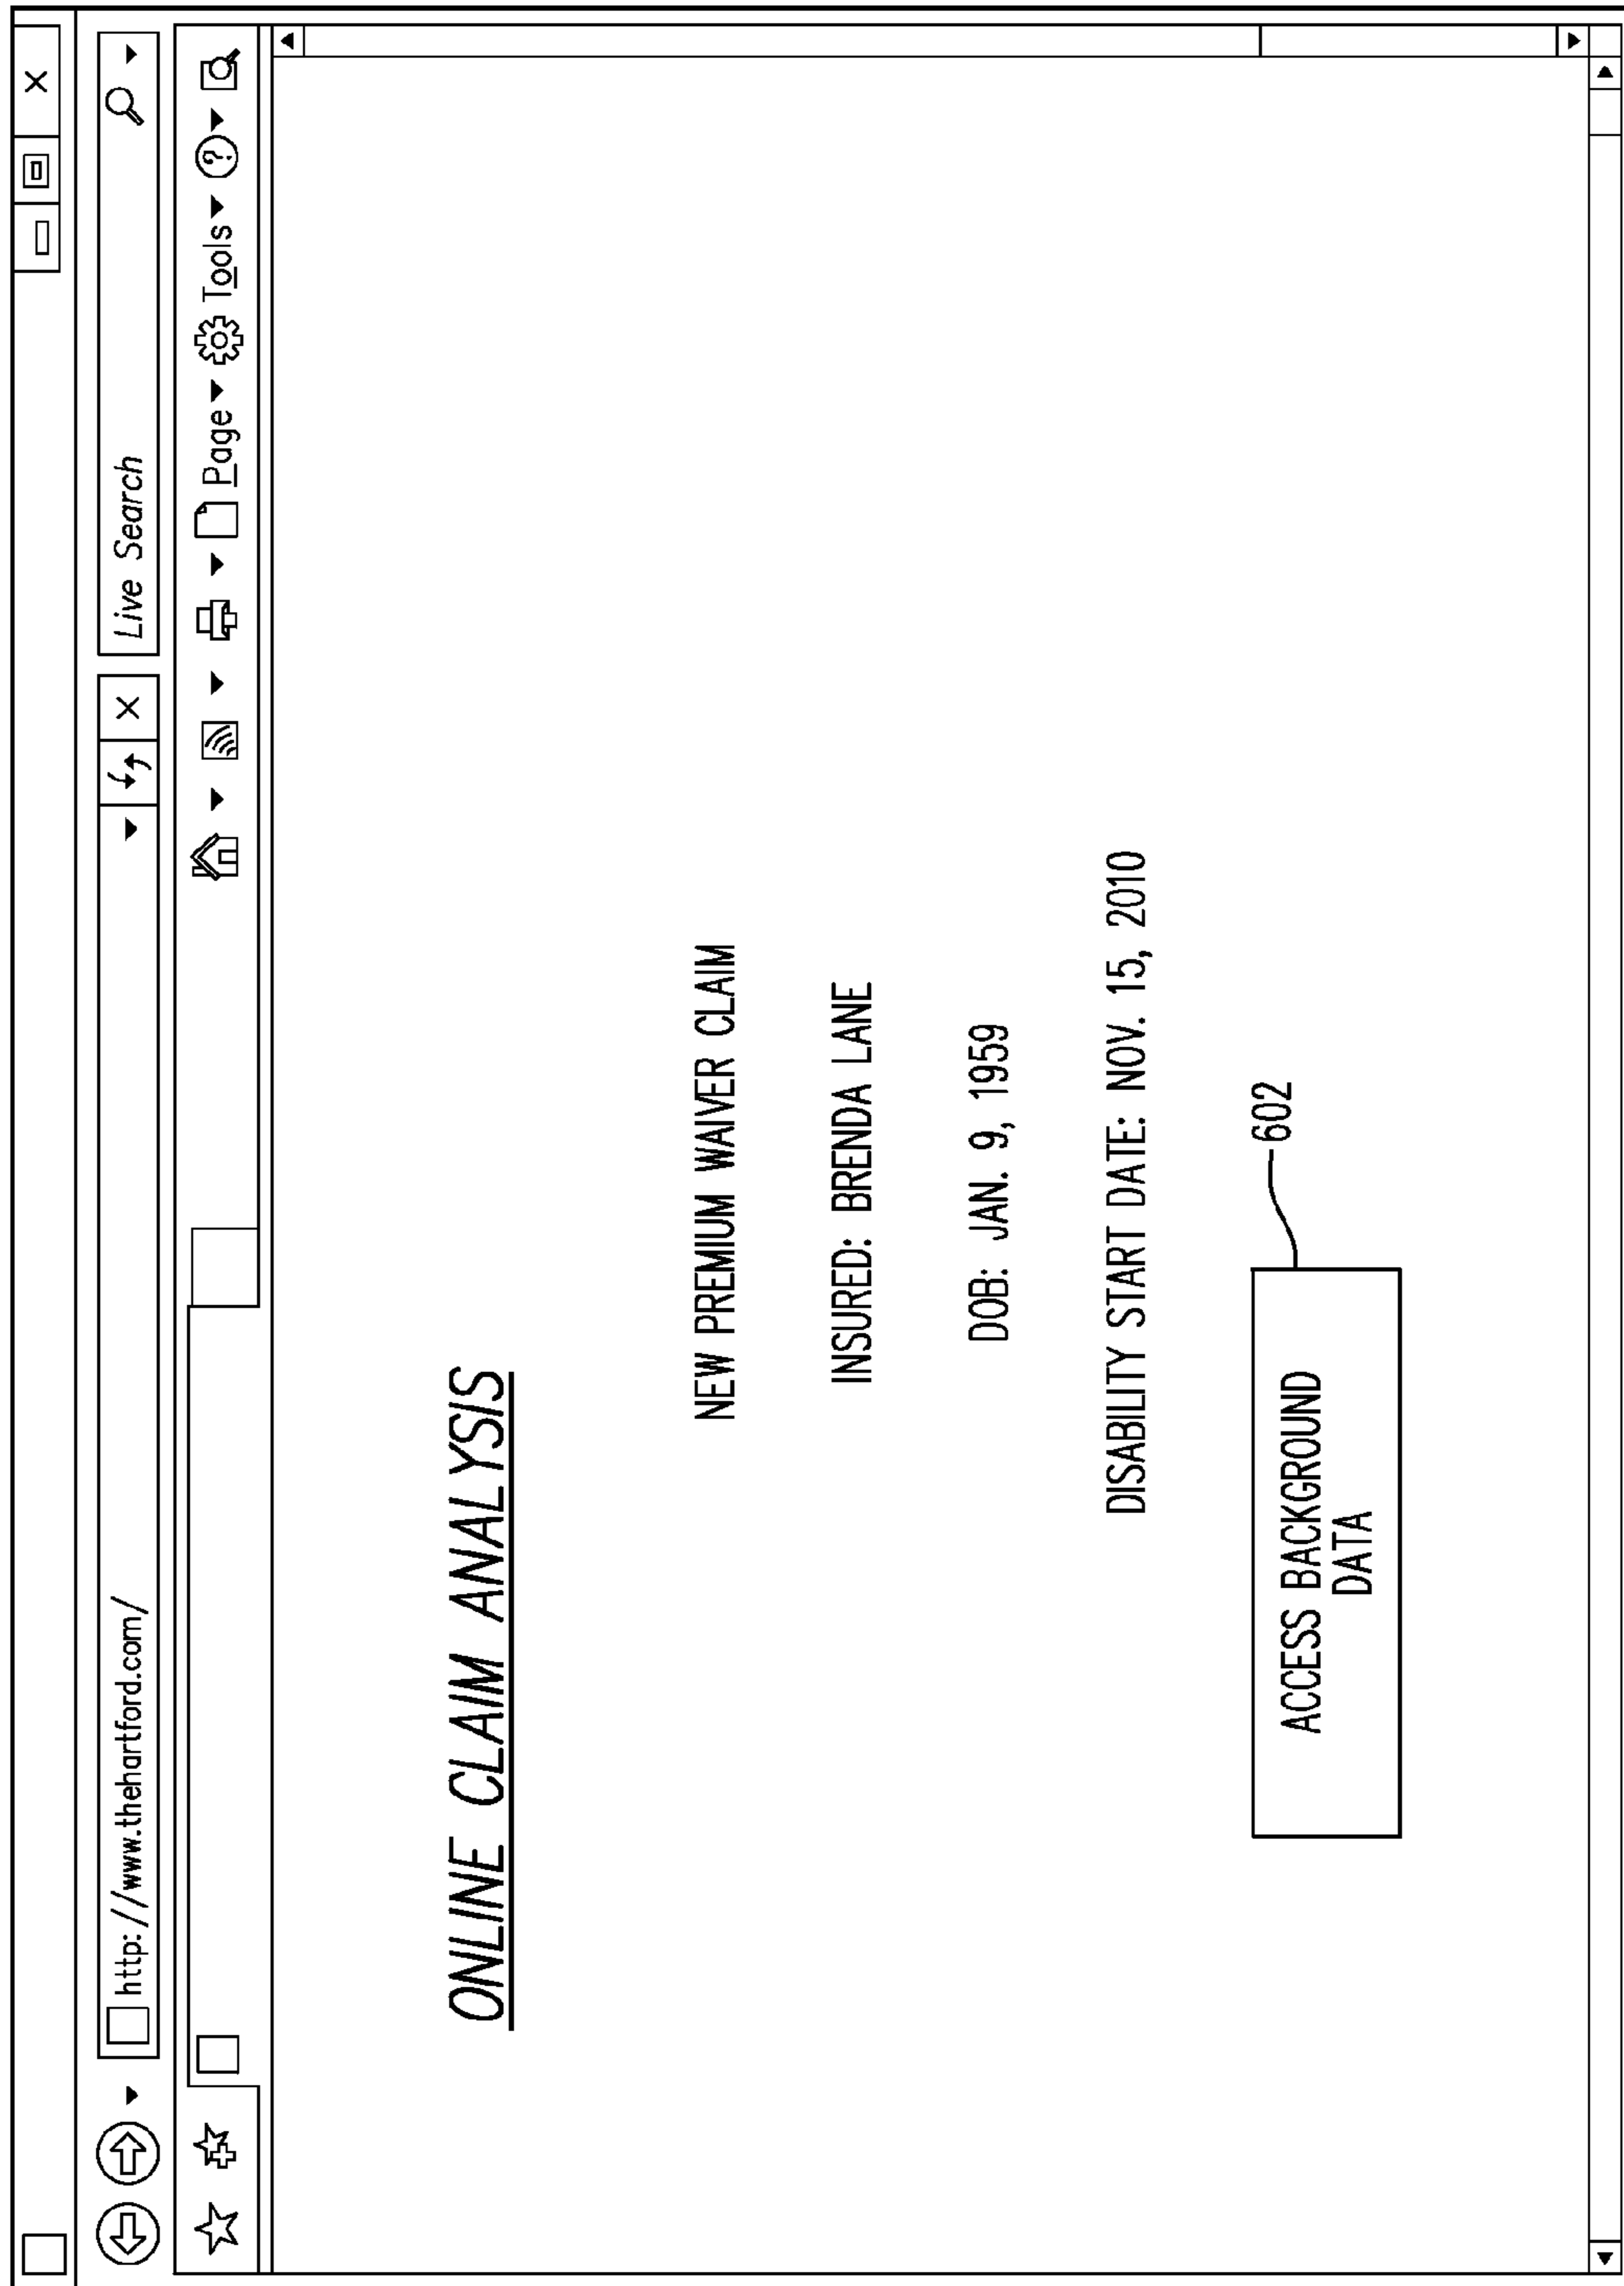 http://www.thehartford.com/
Live Search
Page
Tools
ONLINE CLAIM ANALYSIS
NEW PREMIUM WAIVER CLAIM
INSURED: BRENDA LANE
DOB: JAN. 9, 1959
DISABILITY START DATE: NOV. 15, 2010
ACCESS BACKGROUND
DATA
602